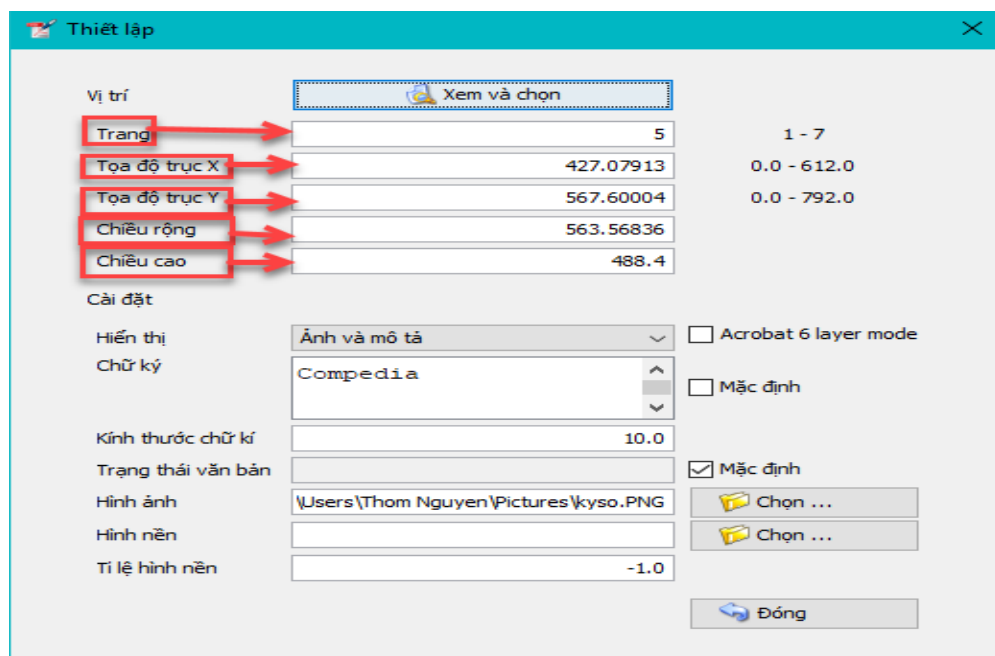 Thiết lập
Vị trí Xem và chọn
Trang 5 1 - 7
Tọa độ trục X 427.07913 0.0 - 612.0
Tọa độ trục Y 567.60004 0.0 - 792.0
Chiều rộng 563.56836
Chiều cao 488.4
Cài đặt
Hiển thị Ảnh và mô tả Acrobat 6 layer mode
Chữ ký Compedia Mặc định
Kính thước chữ kí 10.0
Trạng thái văn bản Mặc định
Hình ảnh \Users\Thom Nguyen\Pictures\kyso.PNG Chọn ...
Hình nền Chọn ...
Tỉ lệ hình nền -1.0
Đóng